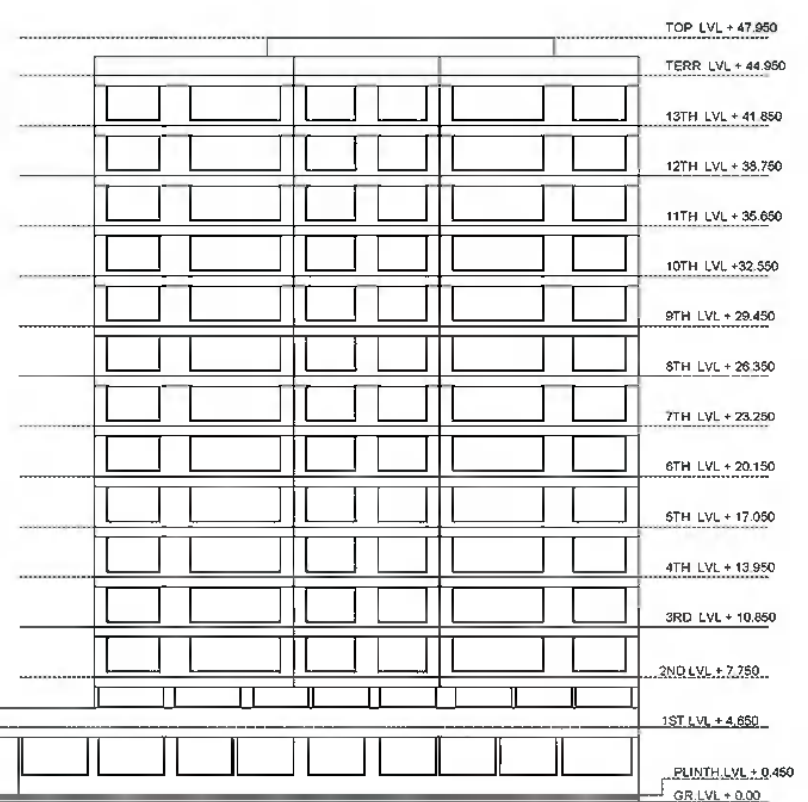 TOP LVL + 47.950
TERR LVL + 44.950
13TH LVL + 41.850
12TH LVL + 38.750
11TH LVL + 35.650
10TH LVL +32.550
9TH LVL + 29.450
8TH LVL + 26.350
7TH LVL + 23.250
6TH LVL + 20.150
5TH LVL + 17.050
4TH LVL + 13.950
3RD LVL + 10.850
2ND LVL + 7.750
1ST LVL + 4.650
PLINTH.LVL + 0.450
GR.LVL + 0.00